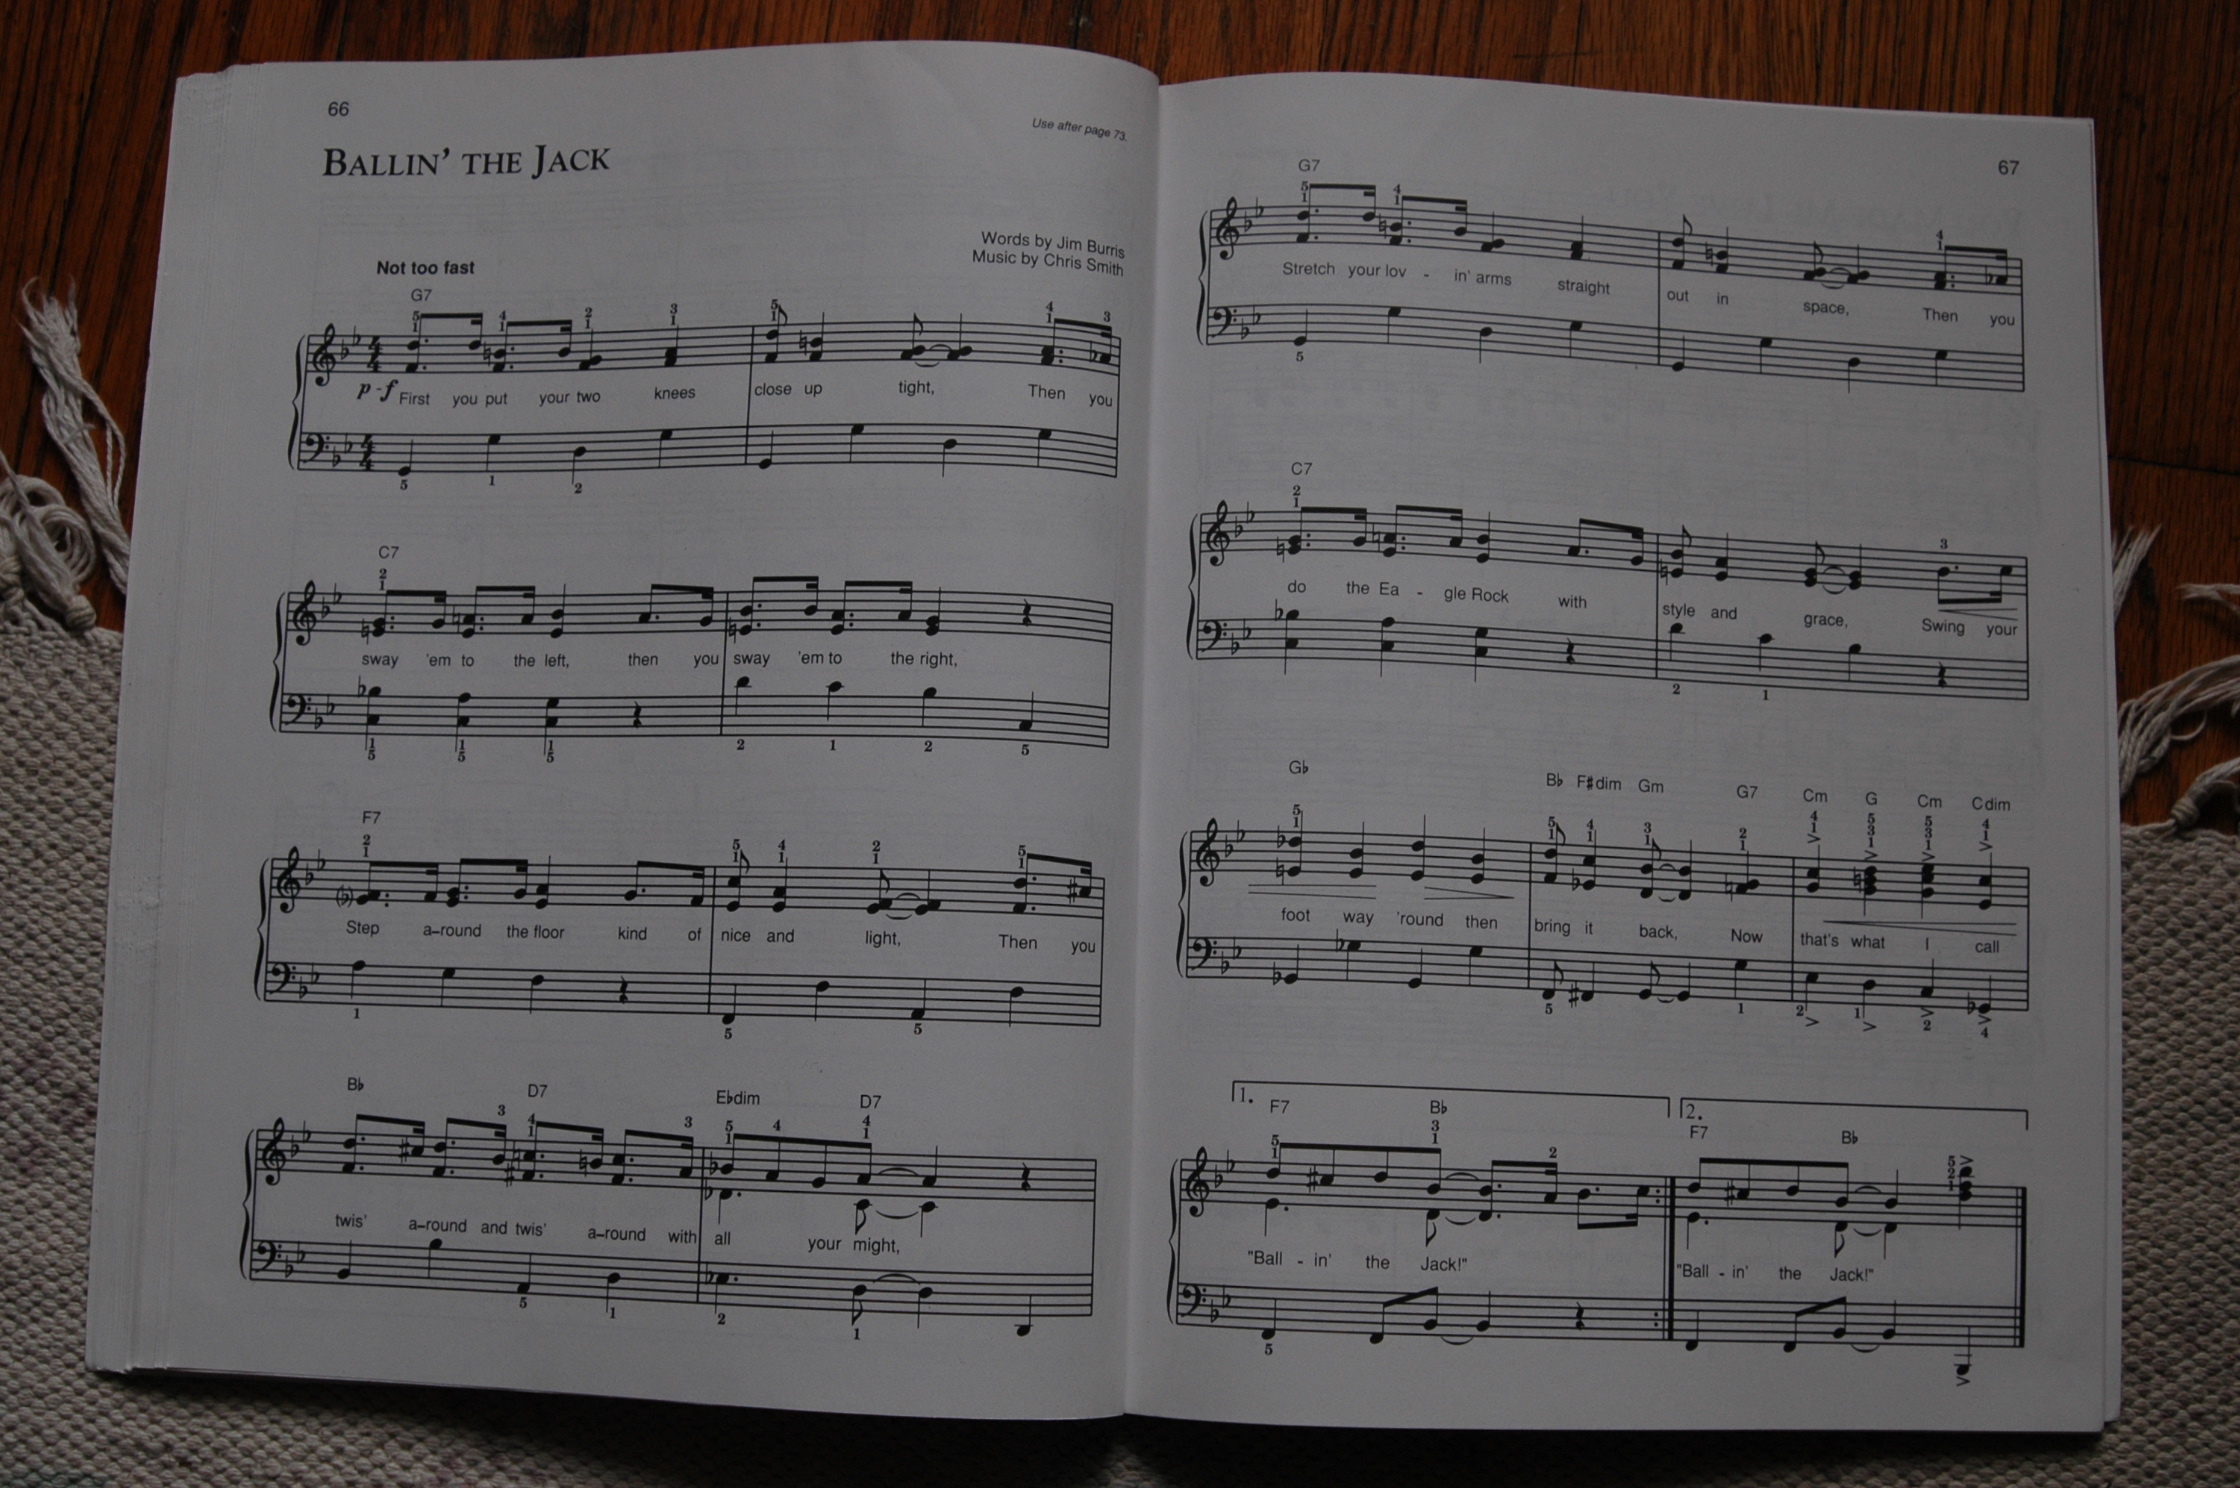 66
Use after page 73.
BALLIN' THE JACK
Words by Jim Burris
Music by Chris Smith
Not too fast
G7
p-f First you put your two knees close up tight, Then you
C7
sway 'em to the left, then you sway 'em to the right,
F7
Step a–round the floor kind of nice and light, Then you
B♭ D7 E♭dim D7
twis' a–round and twis' a–round with all your might,
67
G7
Stretch your lov - in' arms straight out in space, Then you
C7
do the Ea - gle Rock with style and grace, Swing your
G♭ B♭ F#dim Gm G7 Cm G Cm Cdim
foot way 'round then bring it back, Now that's what I call
1. F7 B♭ 2. F7 B♭
"Ball - in' the Jack!" "Ball - in' the Jack!"